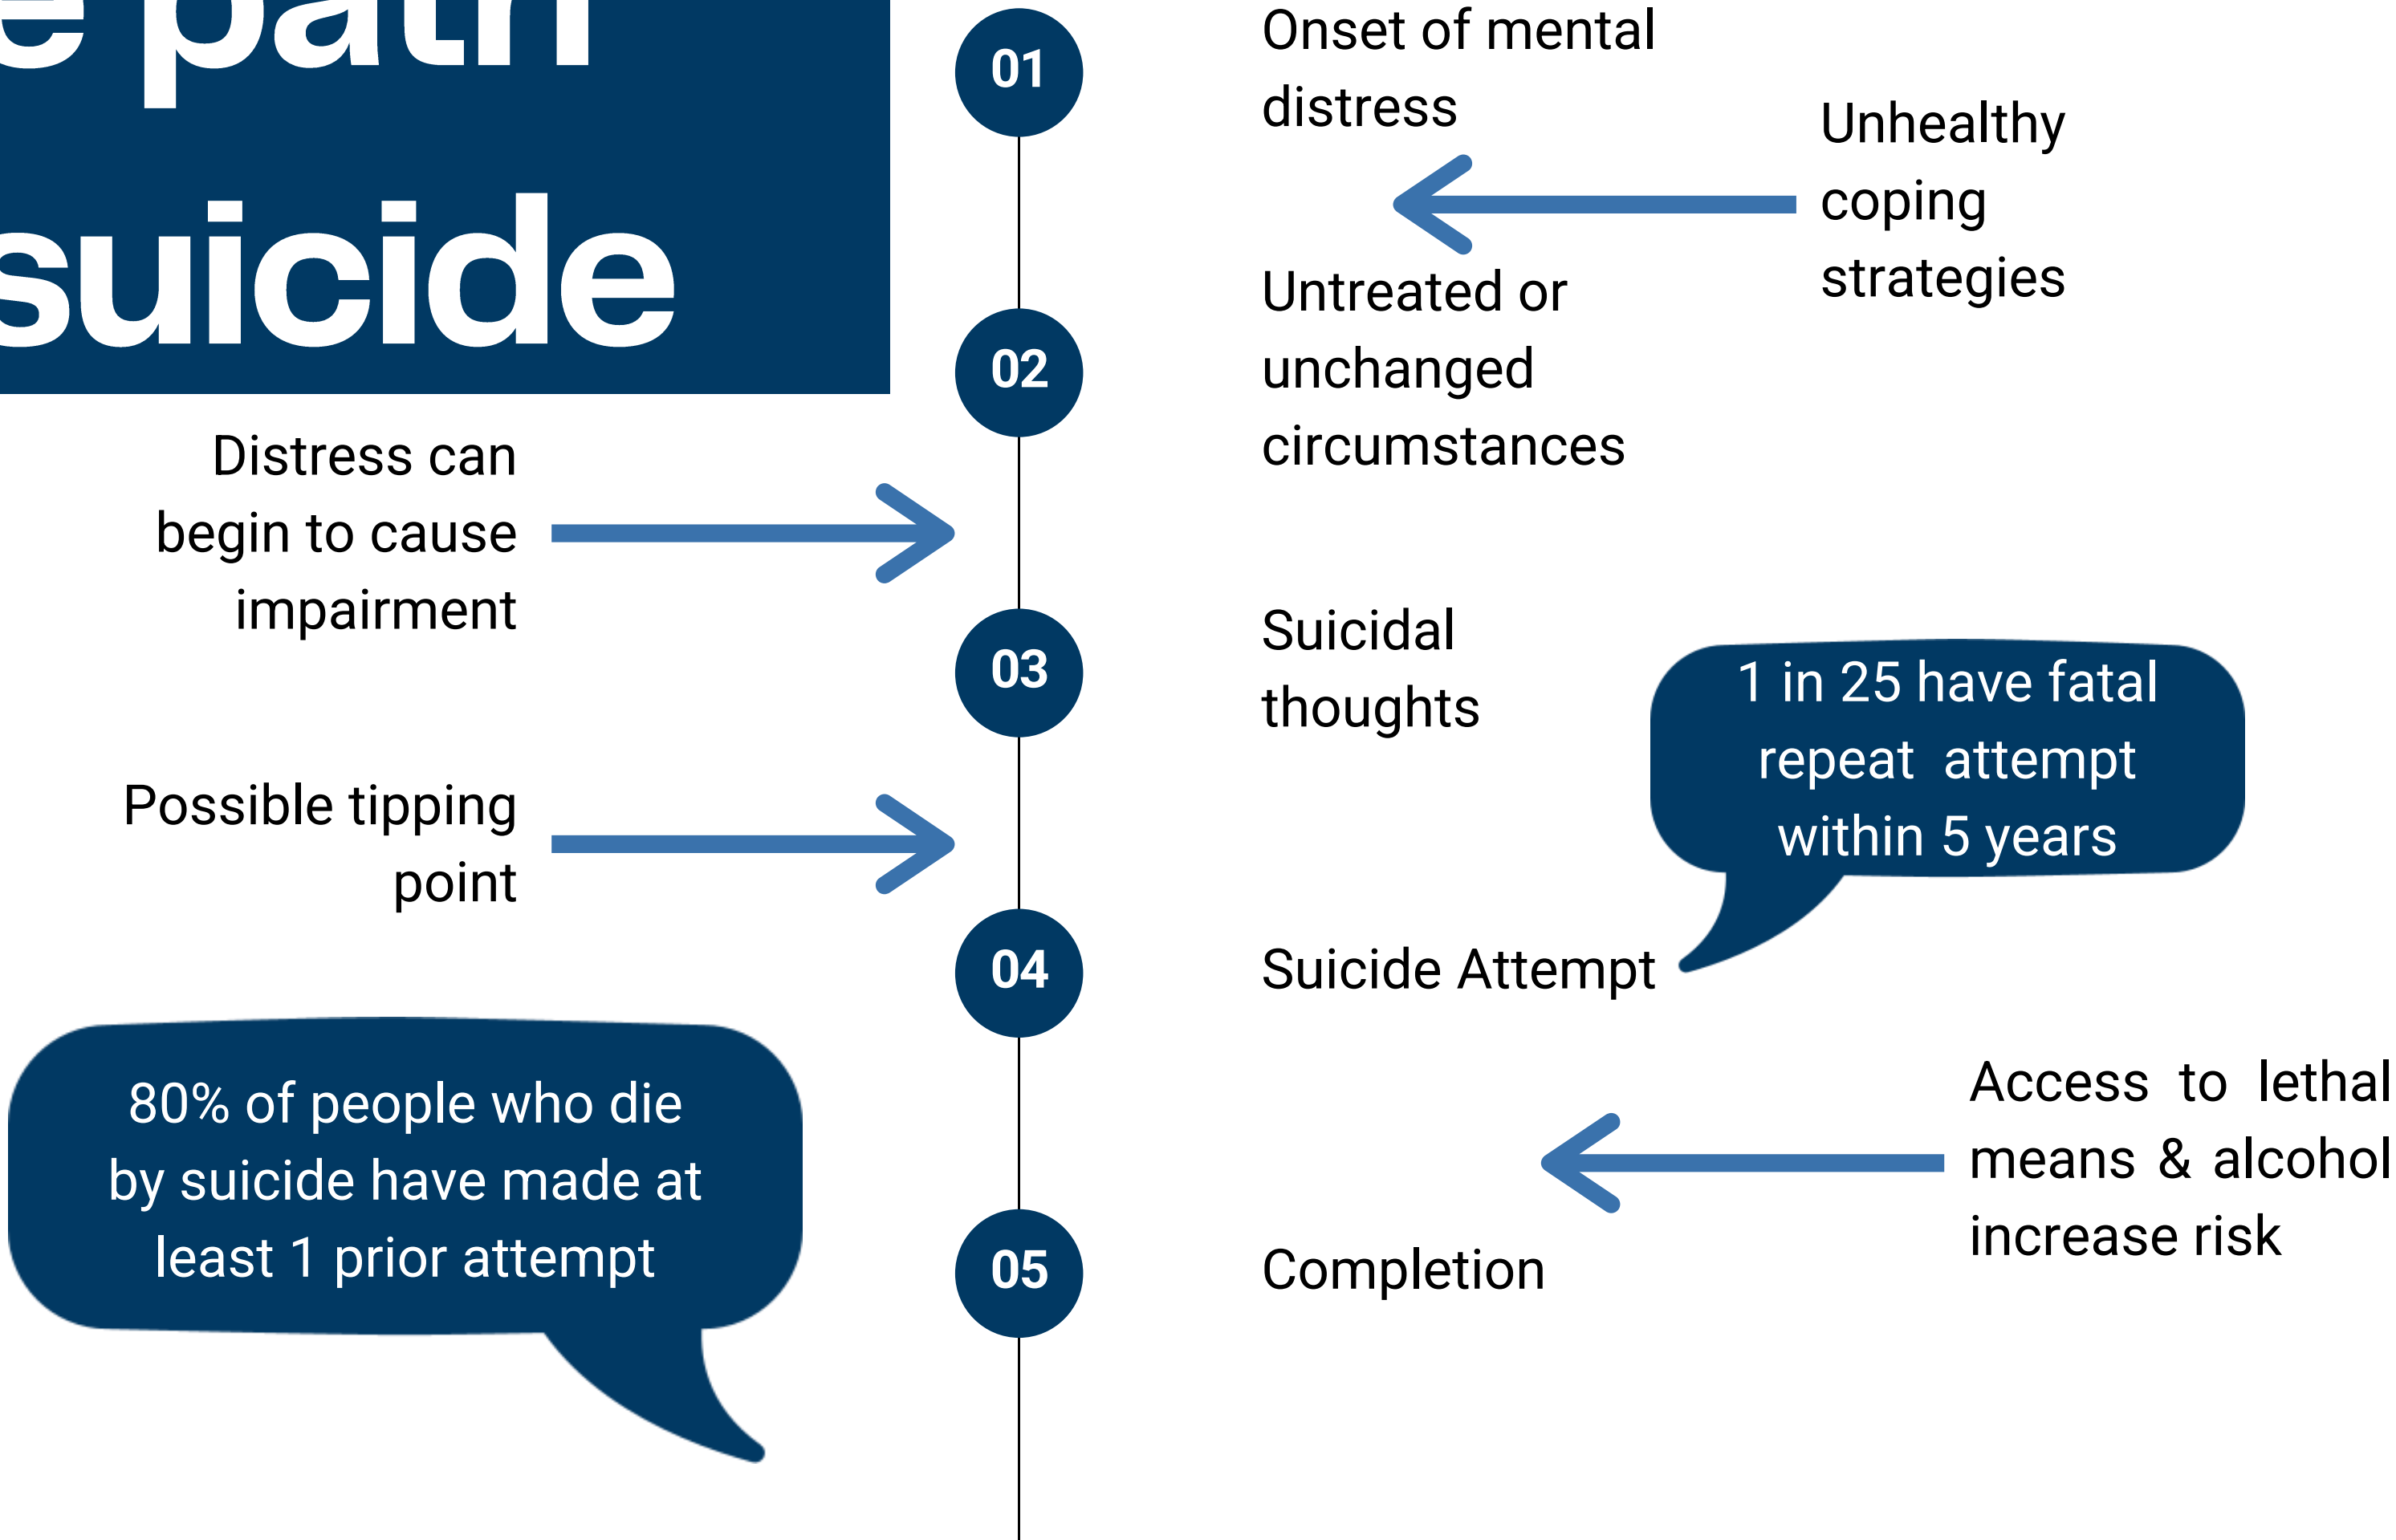 e path
suicide
01
Onset of mental
distress
Unhealthy
coping
strategies
02
Untreated or
unchanged
circumstances
Distress can
begin to cause
impairment
03
Suicidal
thoughts
1 in 25 have fatal
repeat attempt
within 5 years
Possible tipping
point
04
Suicide Attempt
80% of people who die
by suicide have made at
least 1 prior attempt
Access to lethal
means & alcohol
increase risk
05
Completion